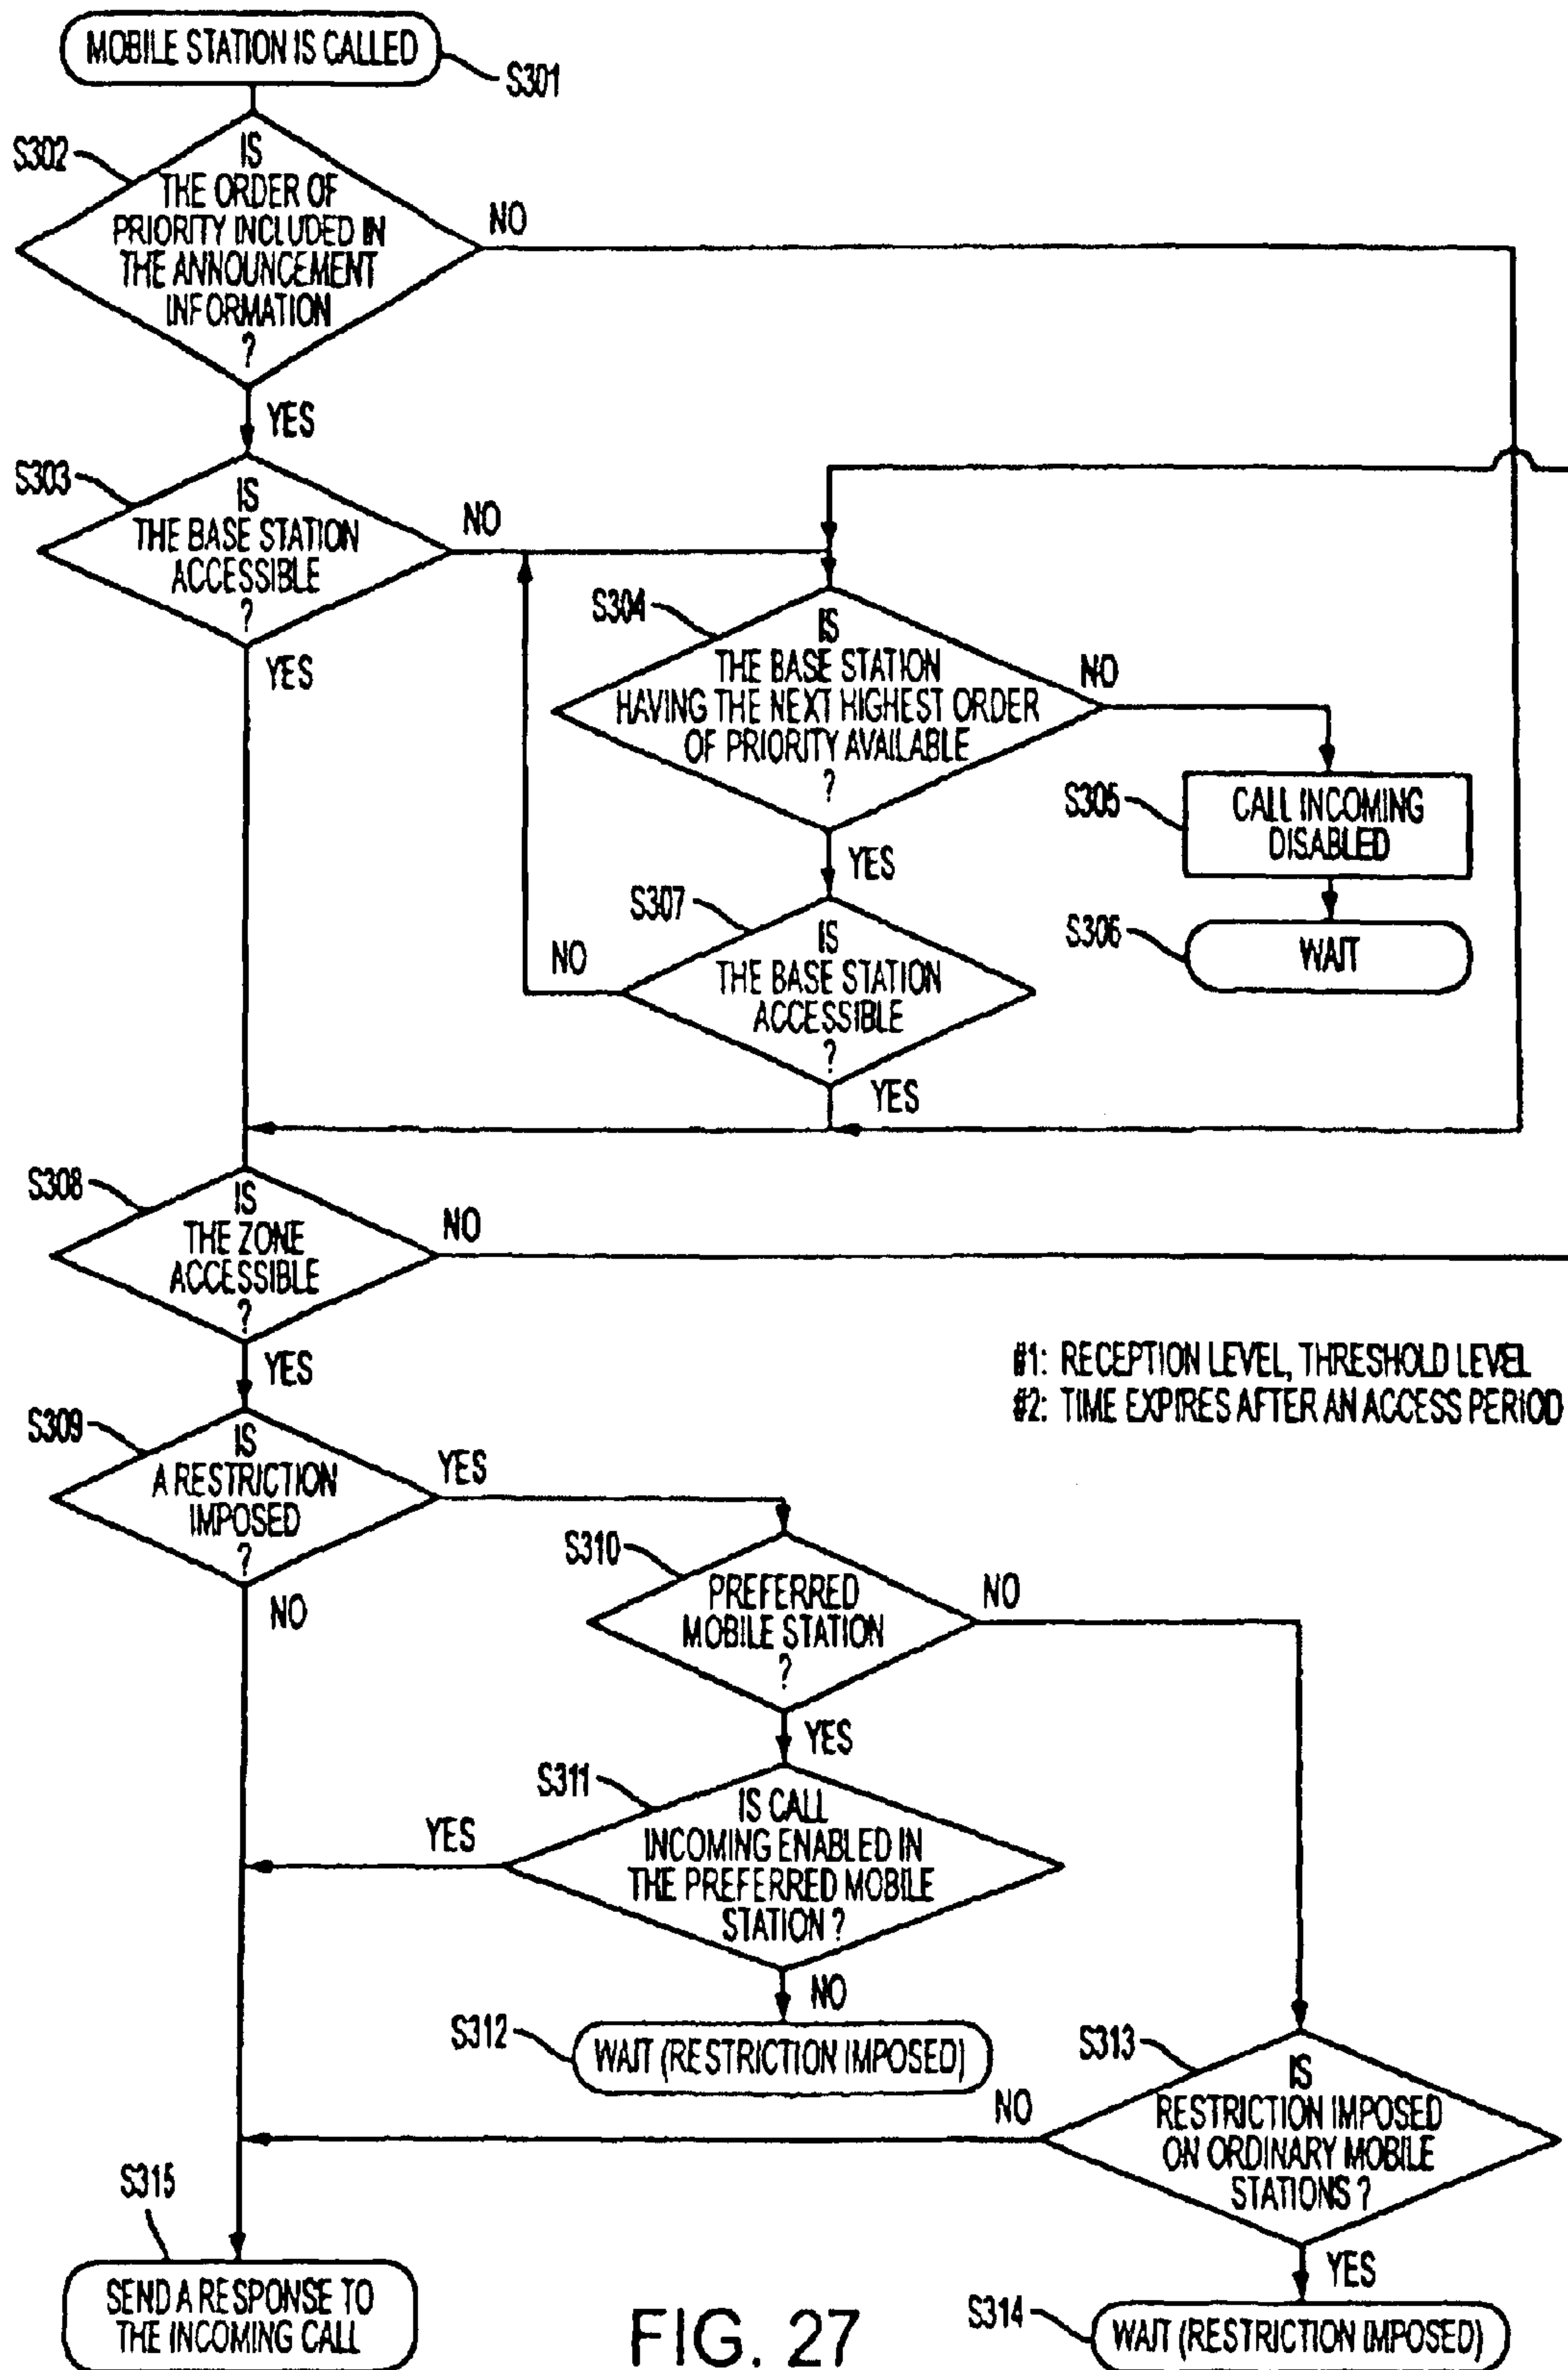 MOBILE STATION IS CALLED
S301
S302
IS
THE ORDER OF
PRIORITY INCLUDED IN
THE ANNOUNCEMENT
INFORMATION
?
NO
YES
S303
IS
THE BASE STATION
ACCESSIBLE
?
NO
YES
S304
IS
THE BASE STATION
HAVING THE NEXT HIGHEST ORDER
OF PRIORITY AVAILABLE
?
NO
YES
S305
CALL INCOMING
DISABLED
S306
WAIT
S307
IS
THE BASE STATION
ACCESSIBLE
?
NO
YES
S308
IS
THE ZONE
ACCESSIBLE
?
NO
YES
#1: RECEPTION LEVEL, THRESHOLD LEVEL
#2: TIME EXPIRES AFTER AN ACCESS PERIOD
S309
IS
A RESTRICTION
IMPOSED
?
YES
NO
S310
PREFERRED
MOBILE STATION
?
NO
YES
S311
IS CALL
INCOMING ENABLED IN
THE PREFERRED MOBILE
STATION ?
YES
NO
S312
WAIT (RESTRICTION IMPOSED)
S313
IS
RESTRICTION IMPOSED
ON ORDINARY MOBILE
STATIONS ?
NO
YES
S314
WAIT (RESTRICTION IMPOSED)
S315
SEND A RESPONSE TO
THE INCOMING CALL
FIG. 27